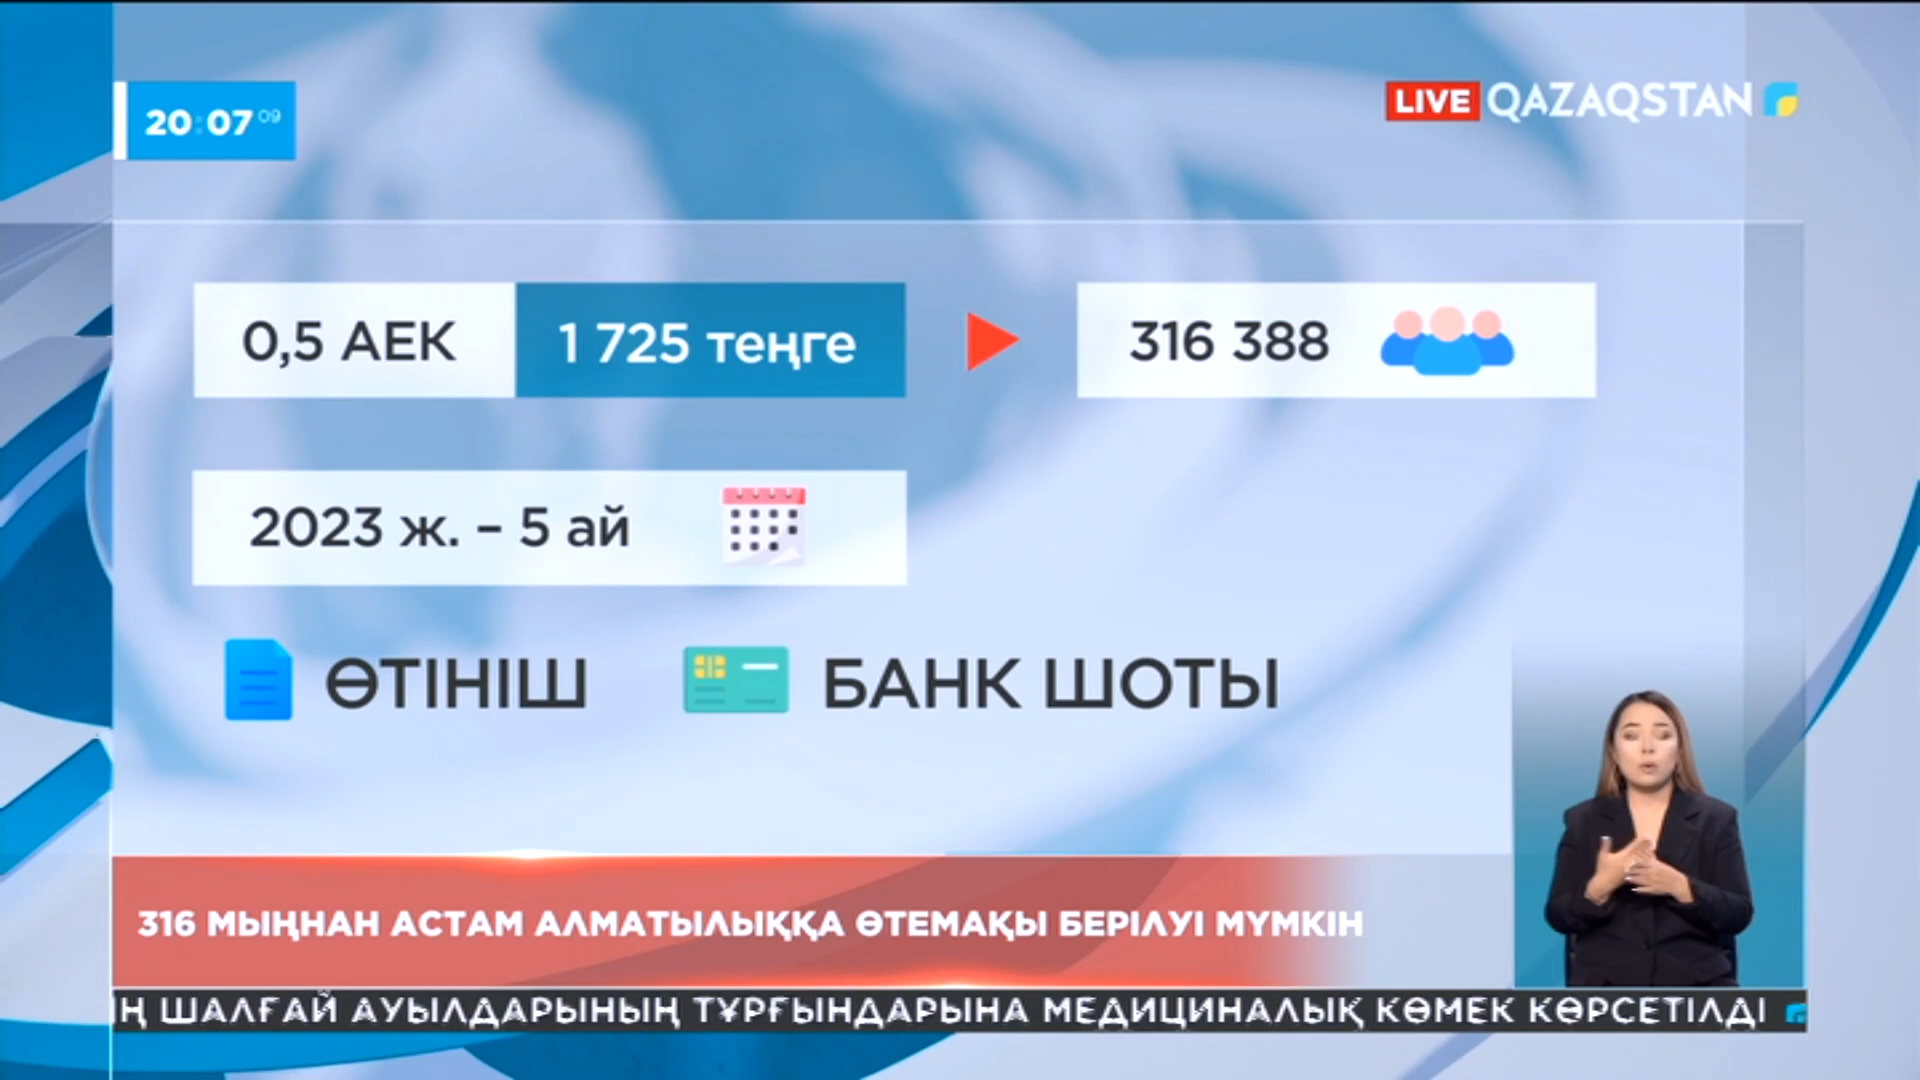 20:07 09
LIVE QAZAQSTAN
0,5 АЕК 1 725 теңге 316 388
2023 ж. – 5 ай
ӨТІНІШ БАНК ШОТЫ
316 МЫҢНАН АСТАМ АЛМАТЫЛЫҚҚА ӨТЕМАҚЫ БЕРІЛУІ МҮМКІН
ШАЛҒАЙ АУЫЛДАРЫНЫҢ ТҰРҒЫНДАРЫНА МЕДИЦИНАЛЫҚ КӨМЕК КӨРСЕТІЛДІ